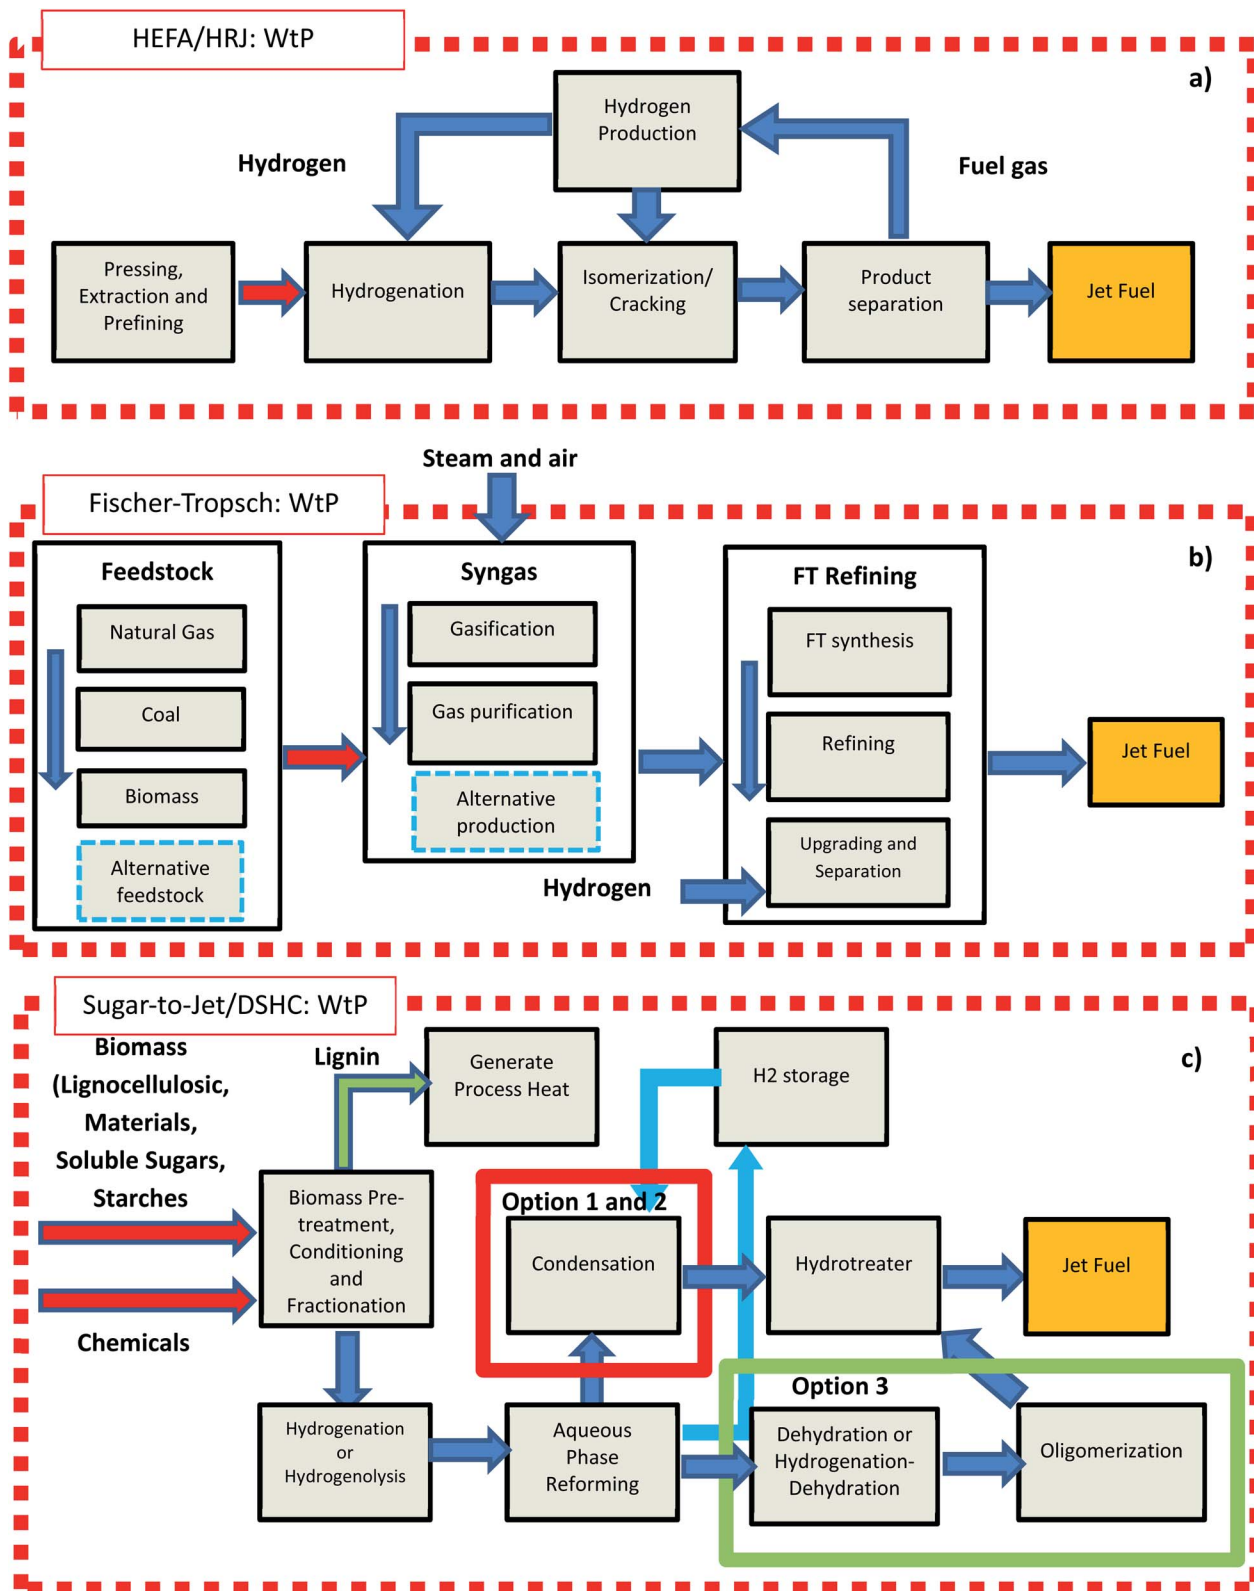 HEFA/HRJ: WtP
a)
Hydrogen
Production
Hydrogen
Fuel gas
Pressing,
Extraction and
Prefining
Hydrogenation
Isomerization/
Cracking
Product
separation
Jet Fuel
Steam and air
Fischer-Tropsch: WtP
b)
Feedstock
Natural Gas
Coal
Biomass
Alternative
feedstock
Syngas
Gasification
Gas purification
Alternative
production
Hydrogen
FT Refining
FT synthesis
Refining
Upgrading and
Separation
Jet Fuel
Sugar-to-Jet/DSHC: WtP
c)
Biomass
(Lignocellulosic,
Materials,
Soluble Sugars,
Starches
Chemicals
Lignin
Generate
Process Heat
H2 storage
Biomass Pre-
treatment,
Conditioning
and
Fractionation
Option 1 and 2
Condensation
Hydrotreater
Jet Fuel
Hydrogenation
or
Hydrogenolysis
Aqueous
Phase
Reforming
Option 3
Dehydration or
Hydrogenation-
Dehydration
Oligomerization